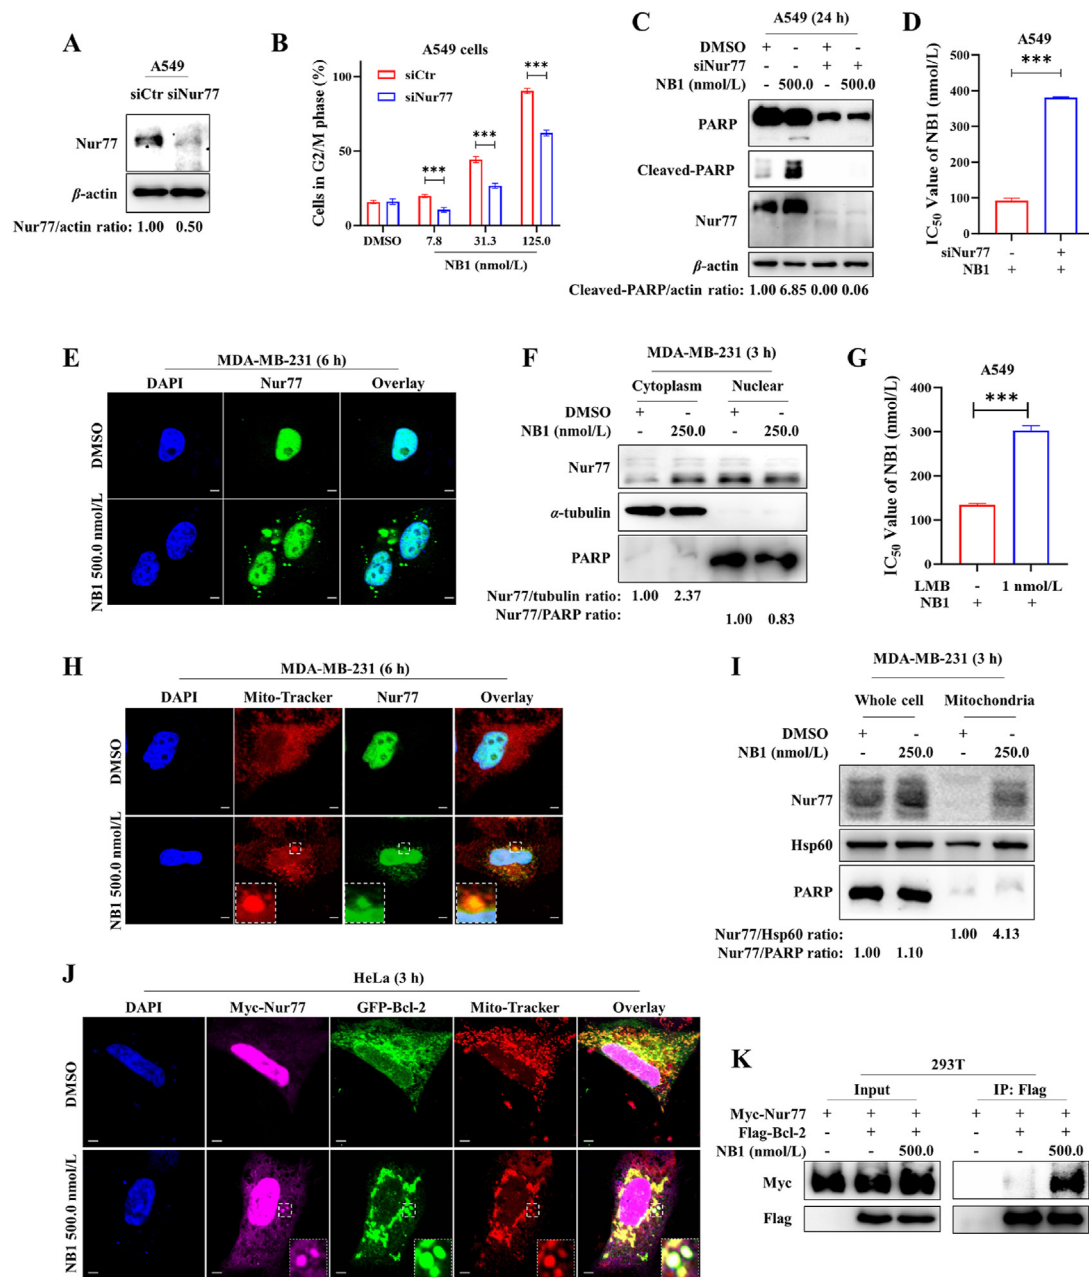 A
A549
siCtr siNur77
Nur77
β-actin
Nur77/actin ratio: 1.00 0.50
B
A549 cells
siCtr
siNur77
Cells in G2/M phase (%)
100
50
0
***
***
***
DMSO 7.8 31.3 125.0
NB1 (nmol/L)
C
A549 (24 h)
DMSO + - + -
siNur77 - - + +
NB1 (nmol/L) - 500.0 - 500.0
PARP
Cleaved-PARP
Nur77
β-actin
Cleaved-PARP/actin ratio: 1.00 6.85 0.00 0.06
D
A549
***
IC50 Value of NB1 (nmol/L)
500
400
300
200
100
0
siNur77 - +
NB1 + +
E
MDA-MB-231 (6 h)
DAPI Nur77 Overlay
DMSO
NB1 500.0 nmol/L
F
MDA-MB-231 (3 h)
Cytoplasm Nuclear
DMSO + - + -
NB1 (nmol/L) - 250.0 - 250.0
Nur77
α-tubulin
PARP
Nur77/tubulin ratio: 1.00 2.37
Nur77/PARP ratio: 1.00 0.83
G
A549
***
IC50 Value of NB1 (nmol/L)
400
300
200
100
0
LMB - 1 nmol/L
NB1 + +
H
MDA-MB-231 (6 h)
DAPI Mito-Tracker Nur77 Overlay
DMSO
NB1 500.0 nmol/L
I
MDA-MB-231 (3 h)
Whole cell Mitochondria
DMSO + - + -
NB1 (nmol/L) - 250.0 - 250.0
Nur77
Hsp60
PARP
Nur77/Hsp60 ratio: 1.00 4.13
Nur77/PARP ratio: 1.00 1.10
J
HeLa (3 h)
DAPI Myc-Nur77 GFP-Bcl-2 Mito-Tracker Overlay
DMSO
NB1 500.0 nmol/L
K
293T
Input IP: Flag
Myc-Nur77 + + + + + +
Flag-Bcl-2 - + + - + +
NB1 (nmol/L) - - 500.0 - - 500.0
Myc
Flag